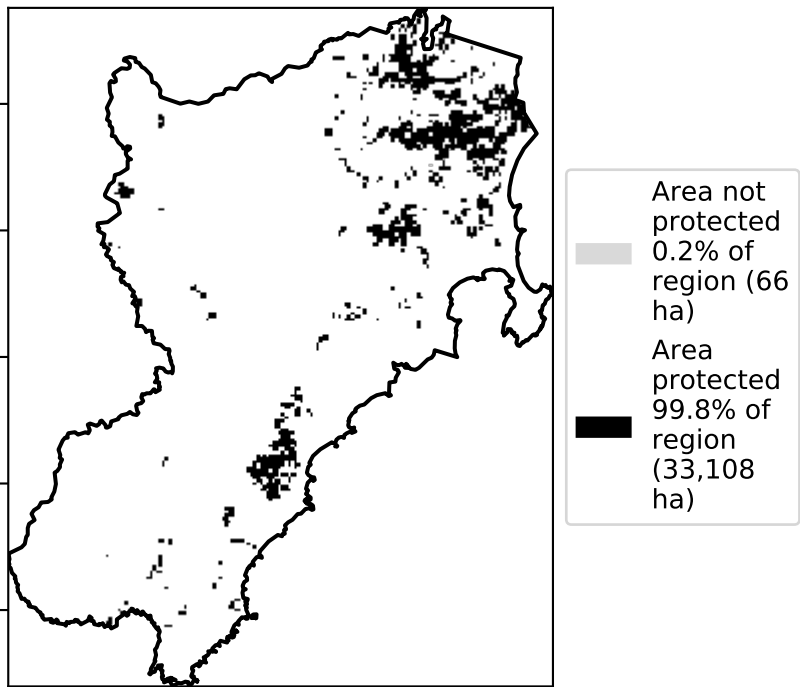 Area not
protected
0.2% of
region (66
ha)
Area
protected
99.8% of
region
(33,108
ha)